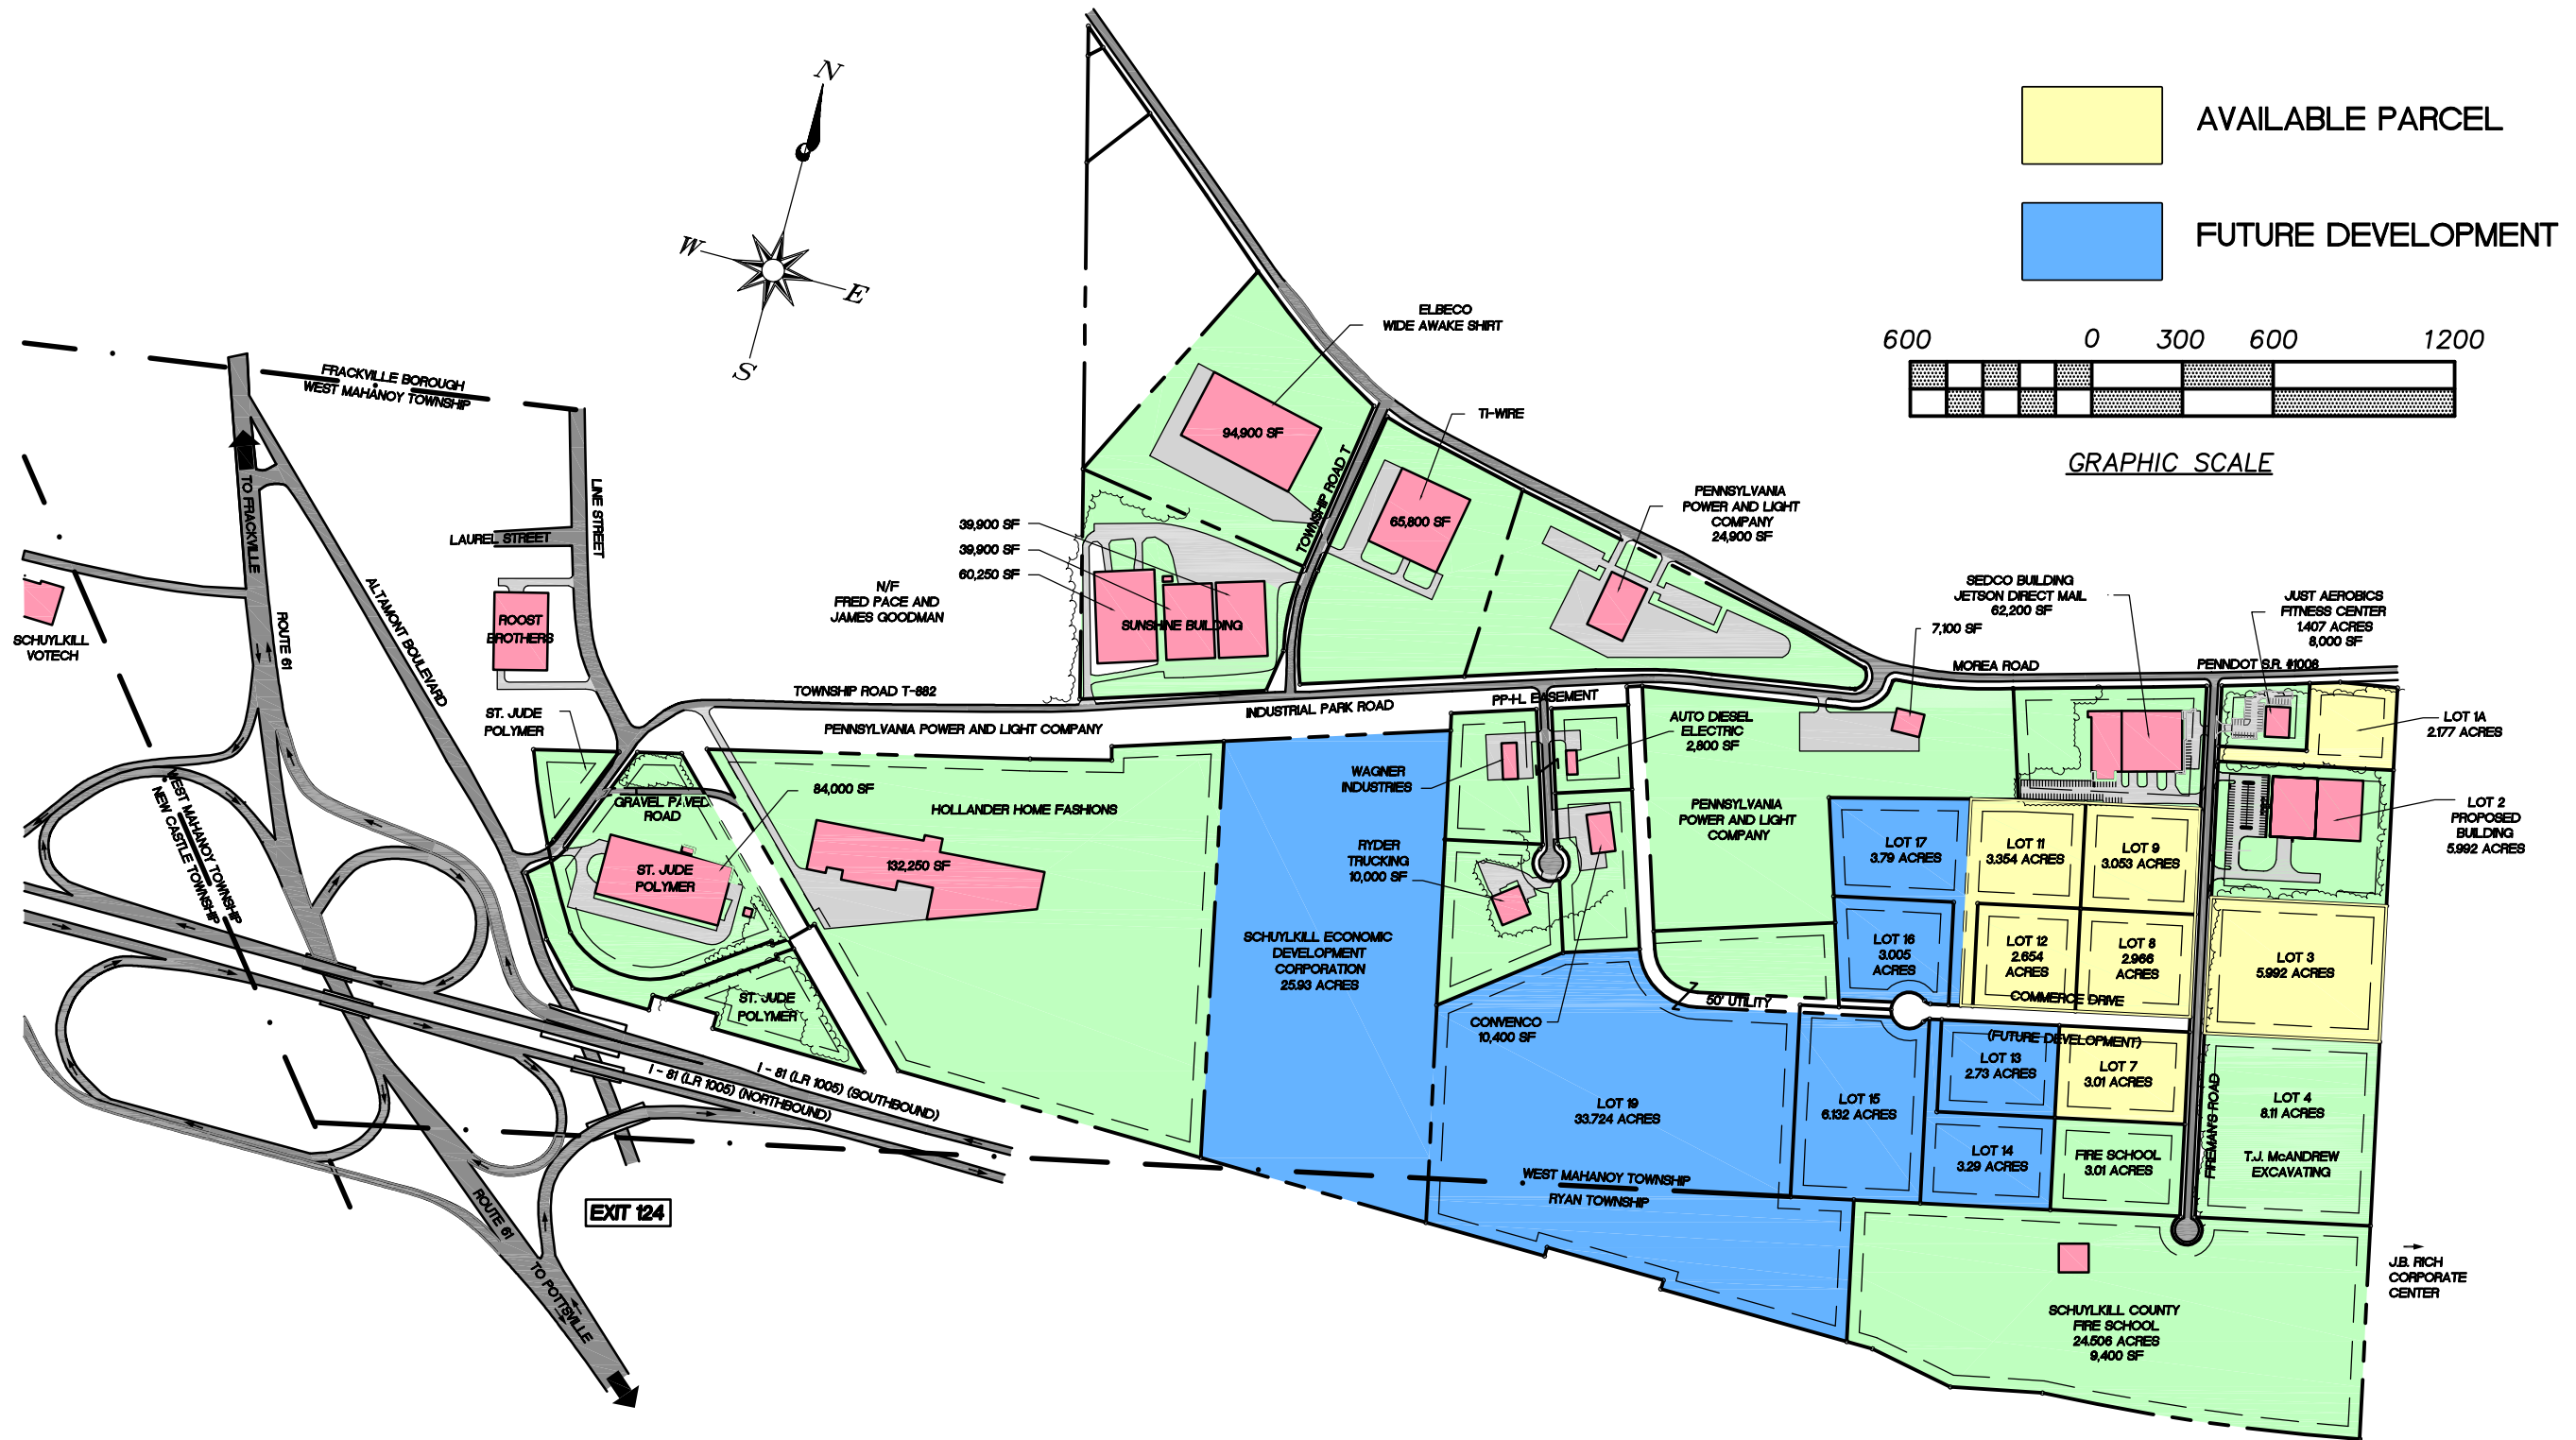 N
W
E
S
AVAILABLE PARCEL
FUTURE DEVELOPMENT
600
0
300
600
1200
GRAPHIC SCALE
FRACKVILLE BOROUGH
WEST MAHANOY TOWNSHIP
TO FRACKVILLE
ROUTE 61
ALTAMONT BOULEVARD
LINE STREET
LAUREL STREET
ROOST
BROTHERS
SCHUYLKILL
VOTECH
WEST MAHANOY TOWNSHIP
NEW CASTLE TOWNSHIP
N/F
FRED PACE AND
JAMES GOODMAN
ELBECO
WIDE AWAKE SHIRT
94,900 SF
TI-WIRE
65,800 SF
TOWNSHIP ROAD T
39,900 SF
39,900 SF
60,250 SF
SUNSHINE BUILDING
PENNSYLVANIA
POWER AND LIGHT
COMPANY
24,900 SF
SEDCO BUILDING
JETSON DIRECT MAIL
62,200 SF
7,100 SF
JUST AEROBICS
FITNESS CENTER
1.407 ACRES
8,000 SF
MOREA ROAD
PENNDOT S.R. #1008
TOWNSHIP ROAD T-882
INDUSTRIAL PARK ROAD
PP+L EASEMENT
PENNSYLVANIA POWER AND LIGHT COMPANY
ST. JUDE
POLYMER
GRAVEL PAVED
ROAD
84,000 SF
ST. JUDE
POLYMER
HOLLANDER HOME FASHIONS
132,250 SF
ST. JUDE
POLYMER
SCHUYLKILL ECONOMIC
DEVELOPMENT
CORPORATION
25.93 ACRES
WAGNER
INDUSTRIES
RYDER
TRUCKING
10,000 SF
AUTO DIESEL
ELECTRIC
2,800 SF
CONVENCO
10,400 SF
PENNSYLVANIA
POWER AND LIGHT
COMPANY
50' UTILITY
LOT 1A
2.177 ACRES
LOT 2
PROPOSED
BUILDING
5.992 ACRES
LOT 17
3.79 ACRES
LOT 11
3.354 ACRES
LOT 9
3.053 ACRES
LOT 16
3.005
ACRES
LOT 12
2.654
ACRES
LOT 8
2.966
ACRES
LOT 3
5.992 ACRES
COMMERCE DRIVE
(FUTURE DEVELOPMENT)
LOT 13
2.73 ACRES
LOT 7
3.01 ACRES
LOT 19
33.724 ACRES
LOT 15
6.132 ACRES
LOT 14
3.29 ACRES
FIRE SCHOOL
3.01 ACRES
FIREMAN'S ROAD
LOT 4
8.11 ACRES
T.J. McANDREW
EXCAVATING
WEST MAHANOY TOWNSHIP
RYAN TOWNSHIP
I - 81 (LR 1005) (SOUTHBOUND)
I - 81 (LR 1005) (NORTHBOUND)
EXIT 124
ROUTE 61
TO POTTSVILLE
SCHUYLKILL COUNTY
FIRE SCHOOL
24.506 ACRES
9,400 SF
J.B. RICH
CORPORATE
CENTER